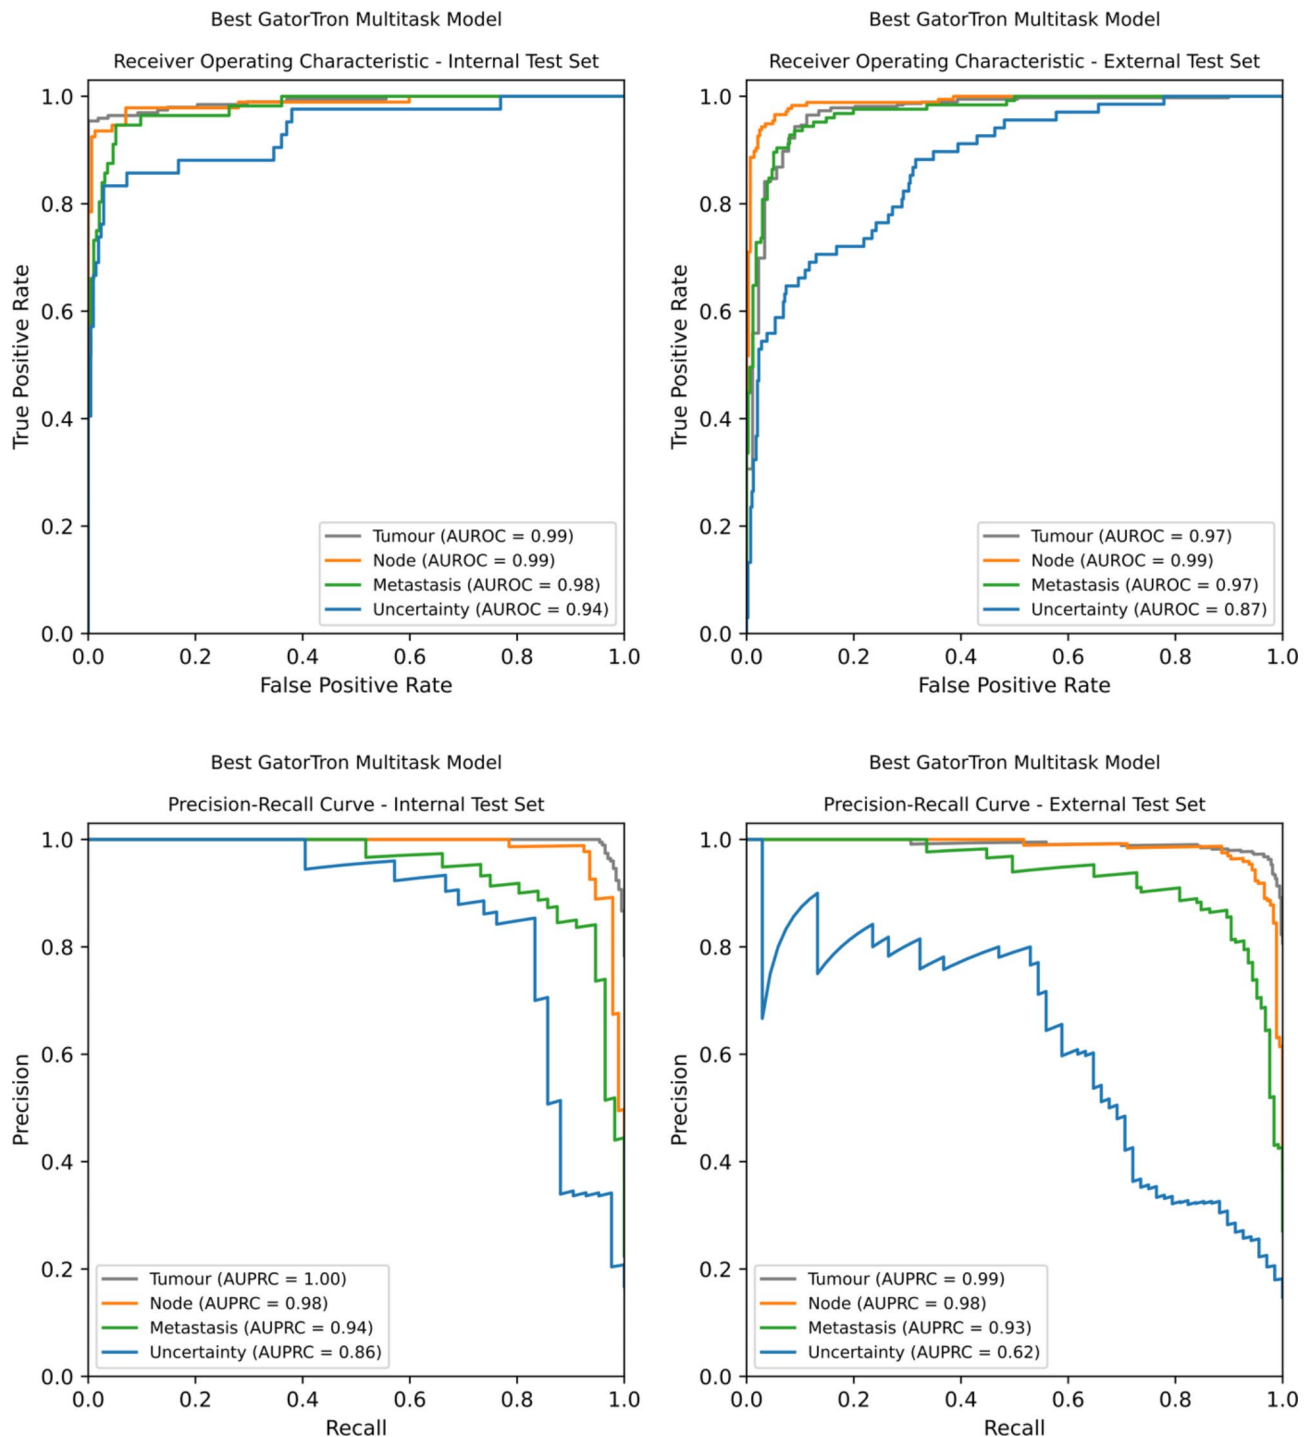 Best GatorTron Multitask Model
Receiver Operating Characteristic - Internal Test Set
1.0
0.8
0.6
0.4
0.2
0.0
True Positive Rate
Tumour (AUROC = 0.99)
Node (AUROC = 0.99)
Metastasis (AUROC = 0.98)
Uncertainty (AUROC = 0.94)
0.0 0.2 0.4 0.6 0.8 1.0
False Positive Rate
Best GatorTron Multitask Model
Receiver Operating Characteristic - External Test Set
1.0
0.8
0.6
0.4
0.2
0.0
True Positive Rate
Tumour (AUROC = 0.97)
Node (AUROC = 0.99)
Metastasis (AUROC = 0.97)
Uncertainty (AUROC = 0.87)
0.0 0.2 0.4 0.6 0.8 1.0
False Positive Rate
Best GatorTron Multitask Model
Precision-Recall Curve - Internal Test Set
1.0
0.8
0.6
0.4
0.2
0.0
Precision
Tumour (AUPRC = 1.00)
Node (AUPRC = 0.98)
Metastasis (AUPRC = 0.94)
Uncertainty (AUPRC = 0.86)
0.0 0.2 0.4 0.6 0.8 1.0
Recall
Best GatorTron Multitask Model
Precision-Recall Curve - External Test Set
1.0
0.8
0.6
0.4
0.2
0.0
Precision
Tumour (AUPRC = 0.99)
Node (AUPRC = 0.98)
Metastasis (AUPRC = 0.93)
Uncertainty (AUPRC = 0.62)
0.0 0.2 0.4 0.6 0.8 1.0
Recall